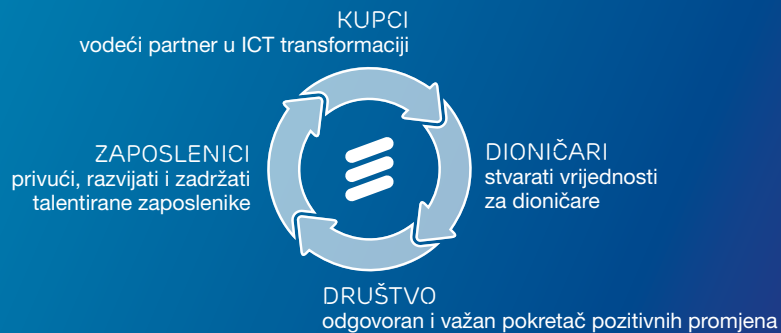 KUPCI
vodeći partner u ICT transformaciji
ZAPOSLENICI
privući, razvijati i zadržati
talentirane zaposlenike
DIONIČARI
stvarati vrijednosti
za dioničare
DRUŠTVO
odgovoran i važan pokretač pozitivnih promjena